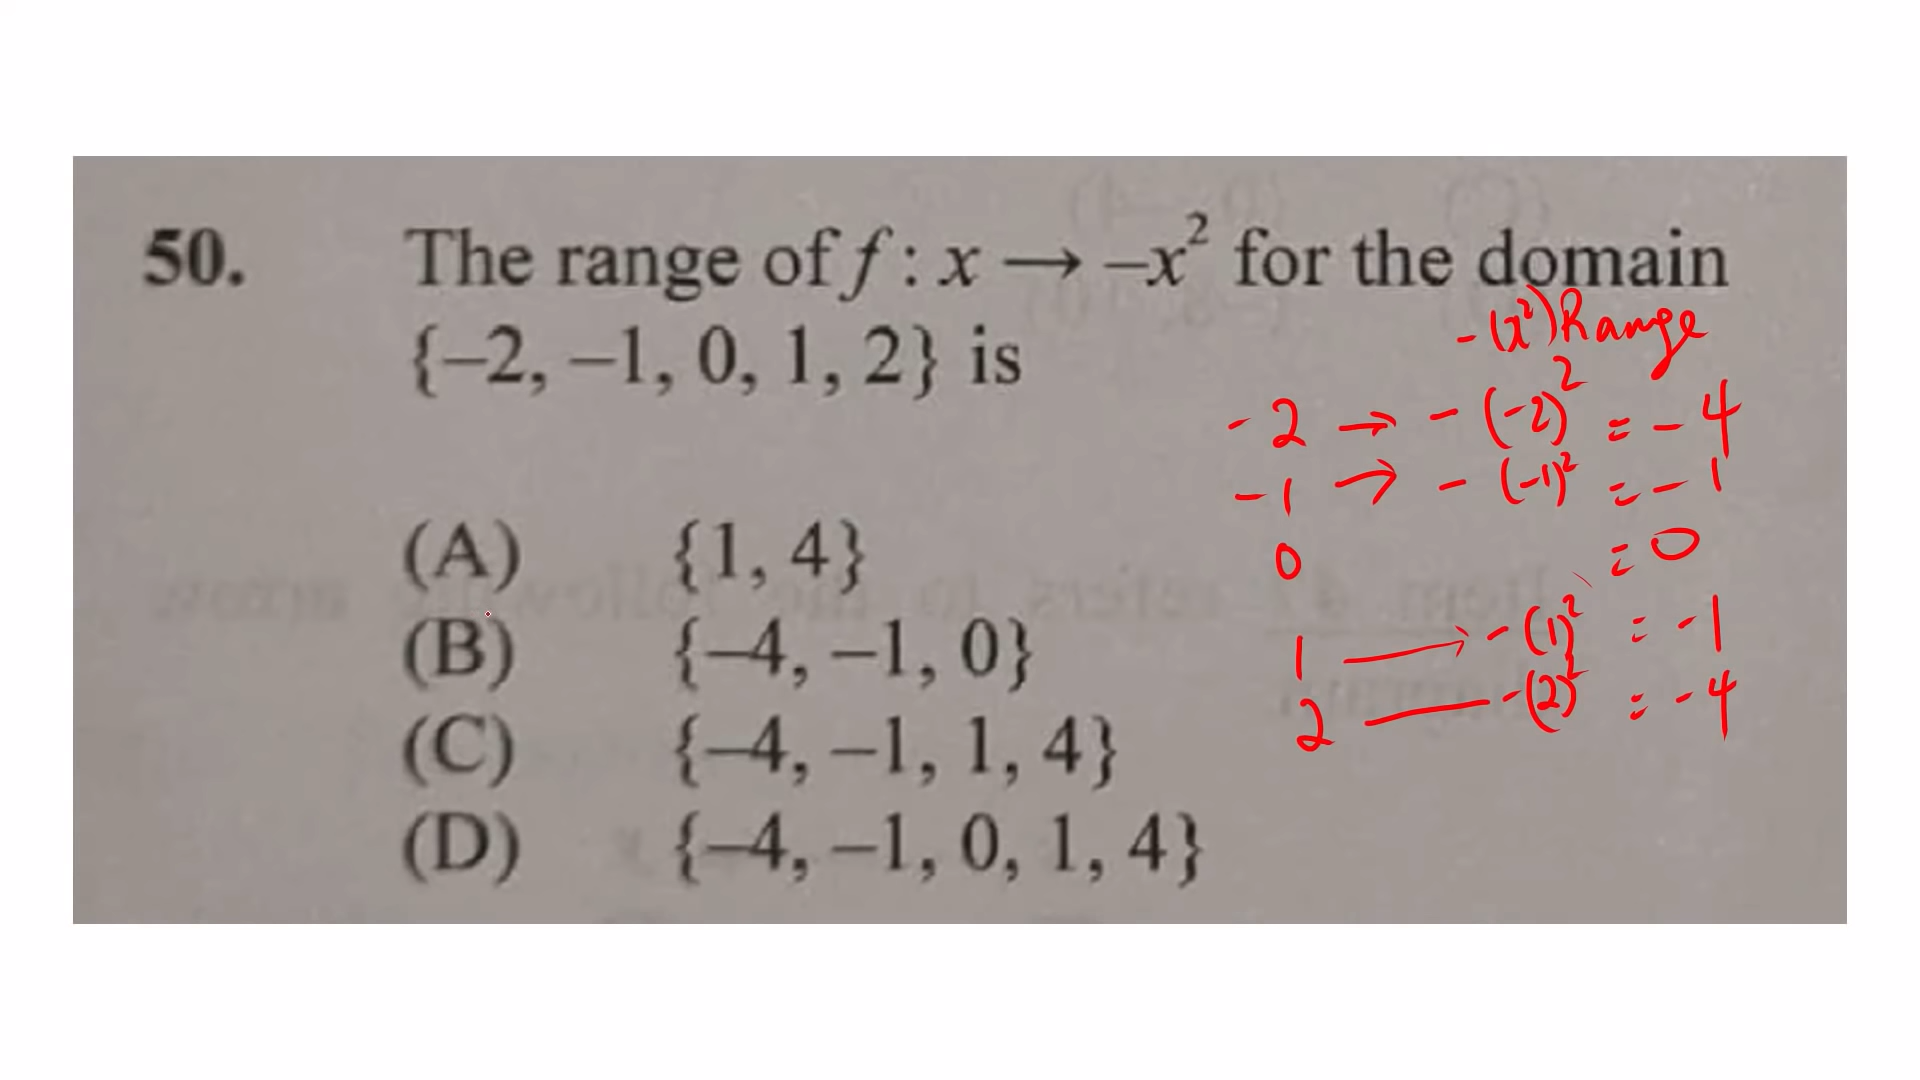 50. The range of f : x → –x² for the domain
{–2, –1, 0, 1, 2} is
-(x²) Range
-2 → -(-2)² = -4
-1 → -(-1)² = -1
0 = 0
1 → -(1)² = -1
2 — -(2)² = -4
(A) {1, 4}
(B) {–4, –1, 0}
(C) {–4, –1, 1, 4}
(D) {–4, –1, 0, 1, 4}